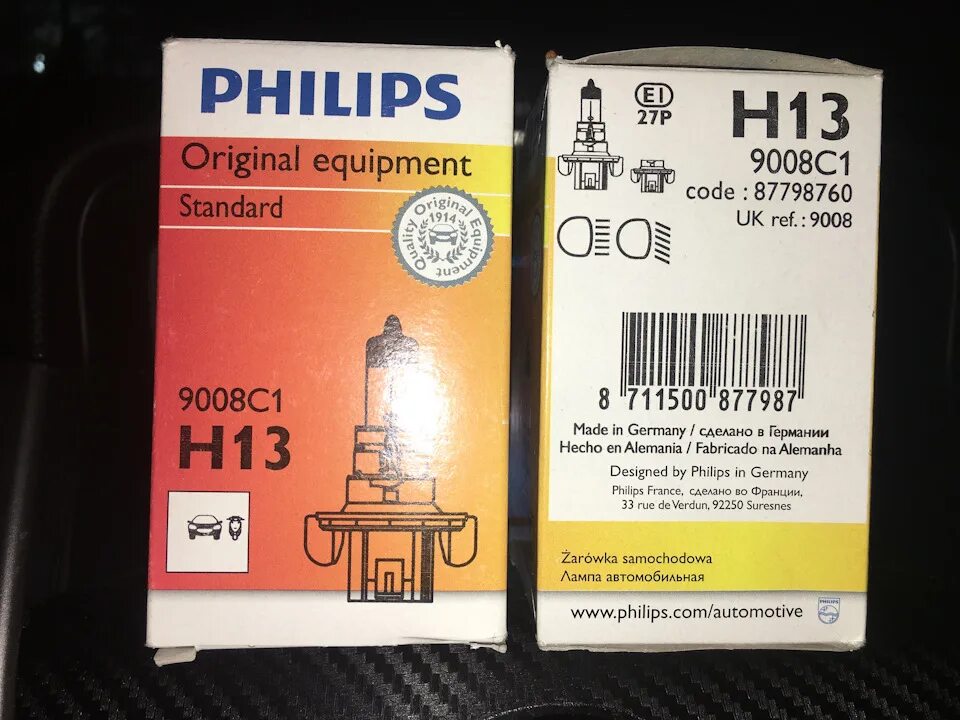 PHILIPS
Original equipment
Standard
Quality Original Equipment
1914
9008C1
H13
E1
27P
H13
9008C1
code : 87798760
UK ref.: 9008
8 711500 877987
Made in Germany / сделано в Германии
Hecho en Alemania / Fabricado na Alemanha
Designed by Philips in Germany
Philips France, сделано во Франции,
33 rue de Verdun, 92250 Suresnes
Żarówka samochodowa
Лампа автомобильная
www.philips.com/automotive
PHILIPS